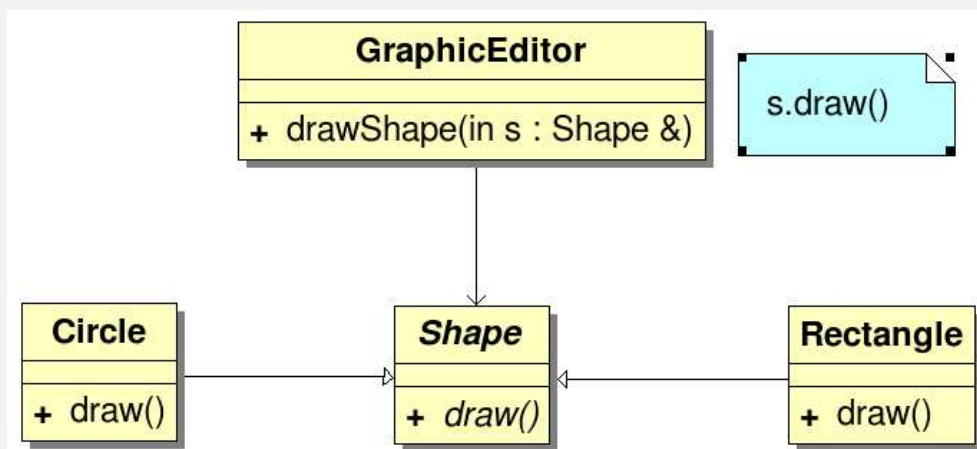 GraphicEditor
+ drawShape(in s : Shape &)
s.draw()
Circle
+ draw()
Shape
+ draw()
Rectangle
+ draw()